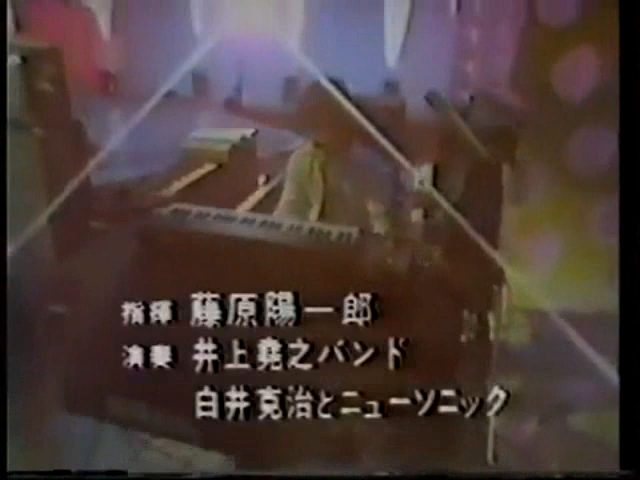 指揮 藤原陽一郎
演奏 井上堯之バンド
白井克治とニューソニック